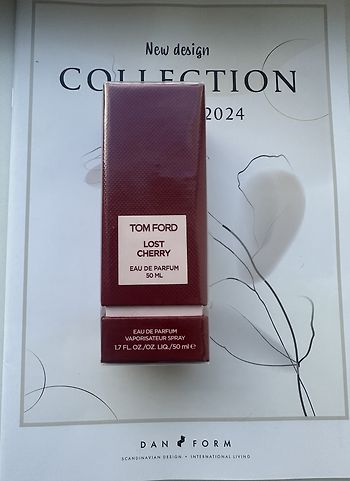 New design
COLLECTION
2024
TOM FORD
LOST
CHERRY
EAU DE PARFUM
50 ML
EAU DE PARFUM
VAPORISATEUR SPRAY
1.7 FL. OZ./OZ. LIQ./50 ml e
DAN FORM
SCANDINAVIAN DESIGN • INTERNATIONAL LIVING